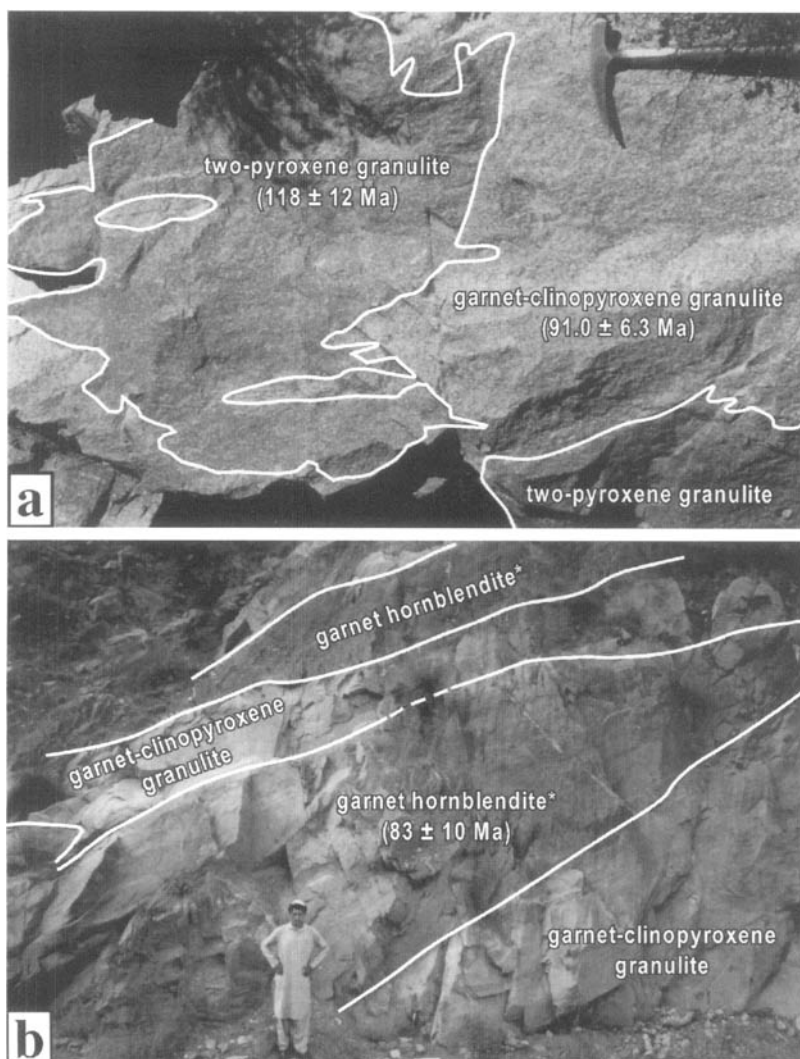 two-pyroxene granulite
(118 ± 12 Ma)
garnet-clinopyroxene granulite
(91.0 ± 6.3 Ma)
two-pyroxene granulite
a
garnet hornblendite*
garnet-clinopyroxene
granulite
garnet hornblendite*
(83 ± 10 Ma)
garnet-clinopyroxene
granulite
b